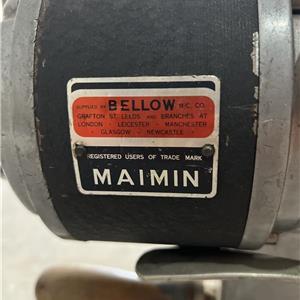 SUPPLIED BY BELLOW M/C. CO.
GRAFTON ST. LEEDS AND BRANCHES AT
LONDON - LEICESTER - MANCHESTER
- GLASGOW - NEWCASTLE -
REGISTERED USERS OF TRADE MARK
MAIMIN